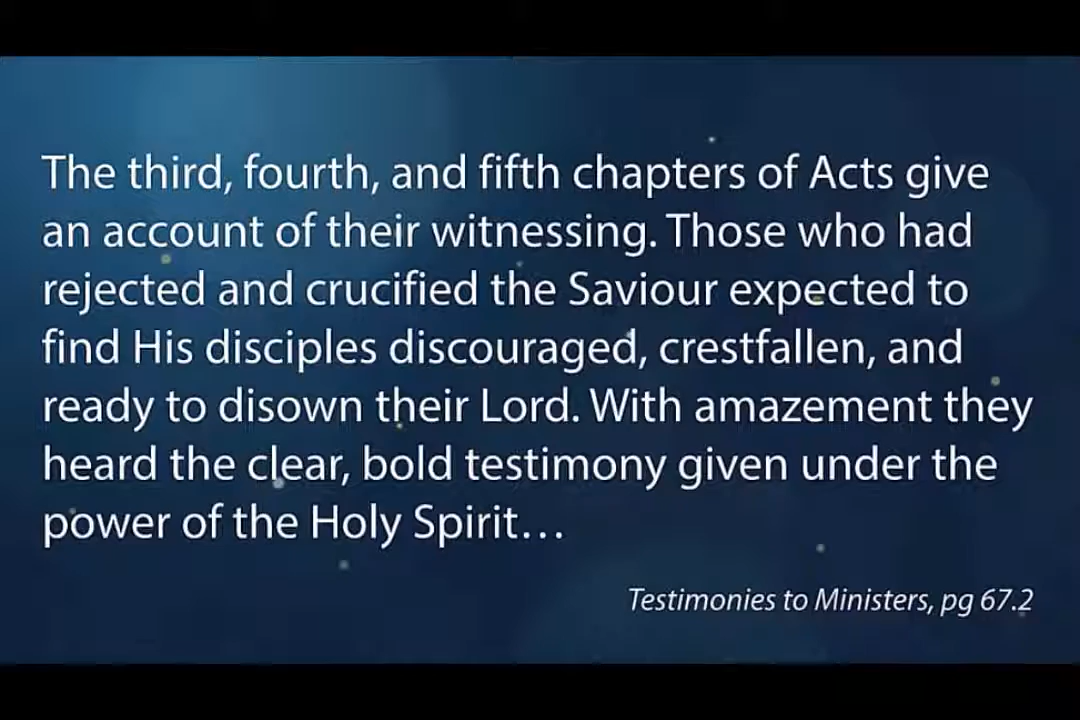 The third, fourth, and fifth chapters of Acts give
an account of their witnessing. Those who had
rejected and crucified the Saviour expected to
find His disciples discouraged, crestfallen, and
ready to disown their Lord. With amazement they
heard the clear, bold testimony given under the
power of the Holy Spirit…
Testimonies to Ministers, pg 67.2